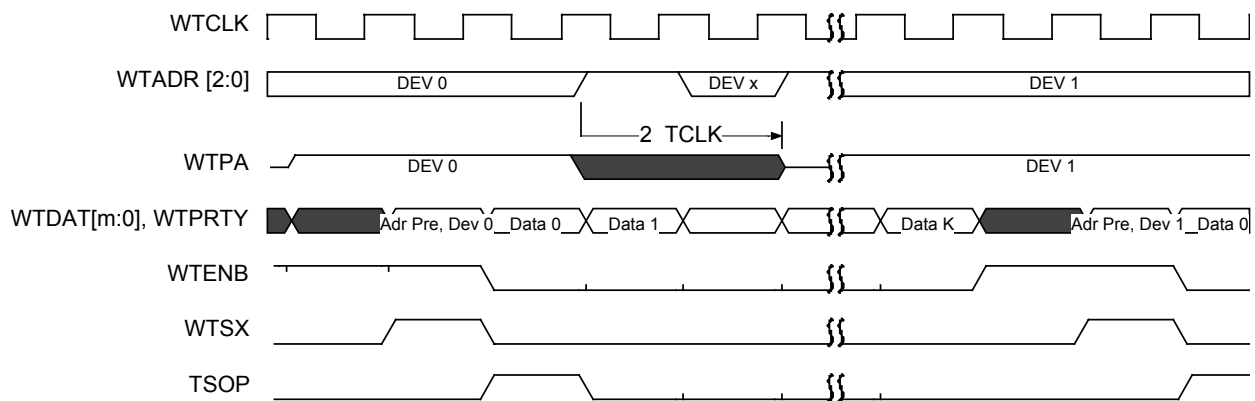 WTCLK
WTADR [2:0] DEV 0 DEV x DEV 1
2 TCLK
WTPA DEV 0 DEV 1
WTDAT[m:0], WTPRTY Adr Pre, Dev 0 Data 0 Data 1 Data K Adr Pre, Dev 1 Data 0
WTENB
WTSX
TSOP